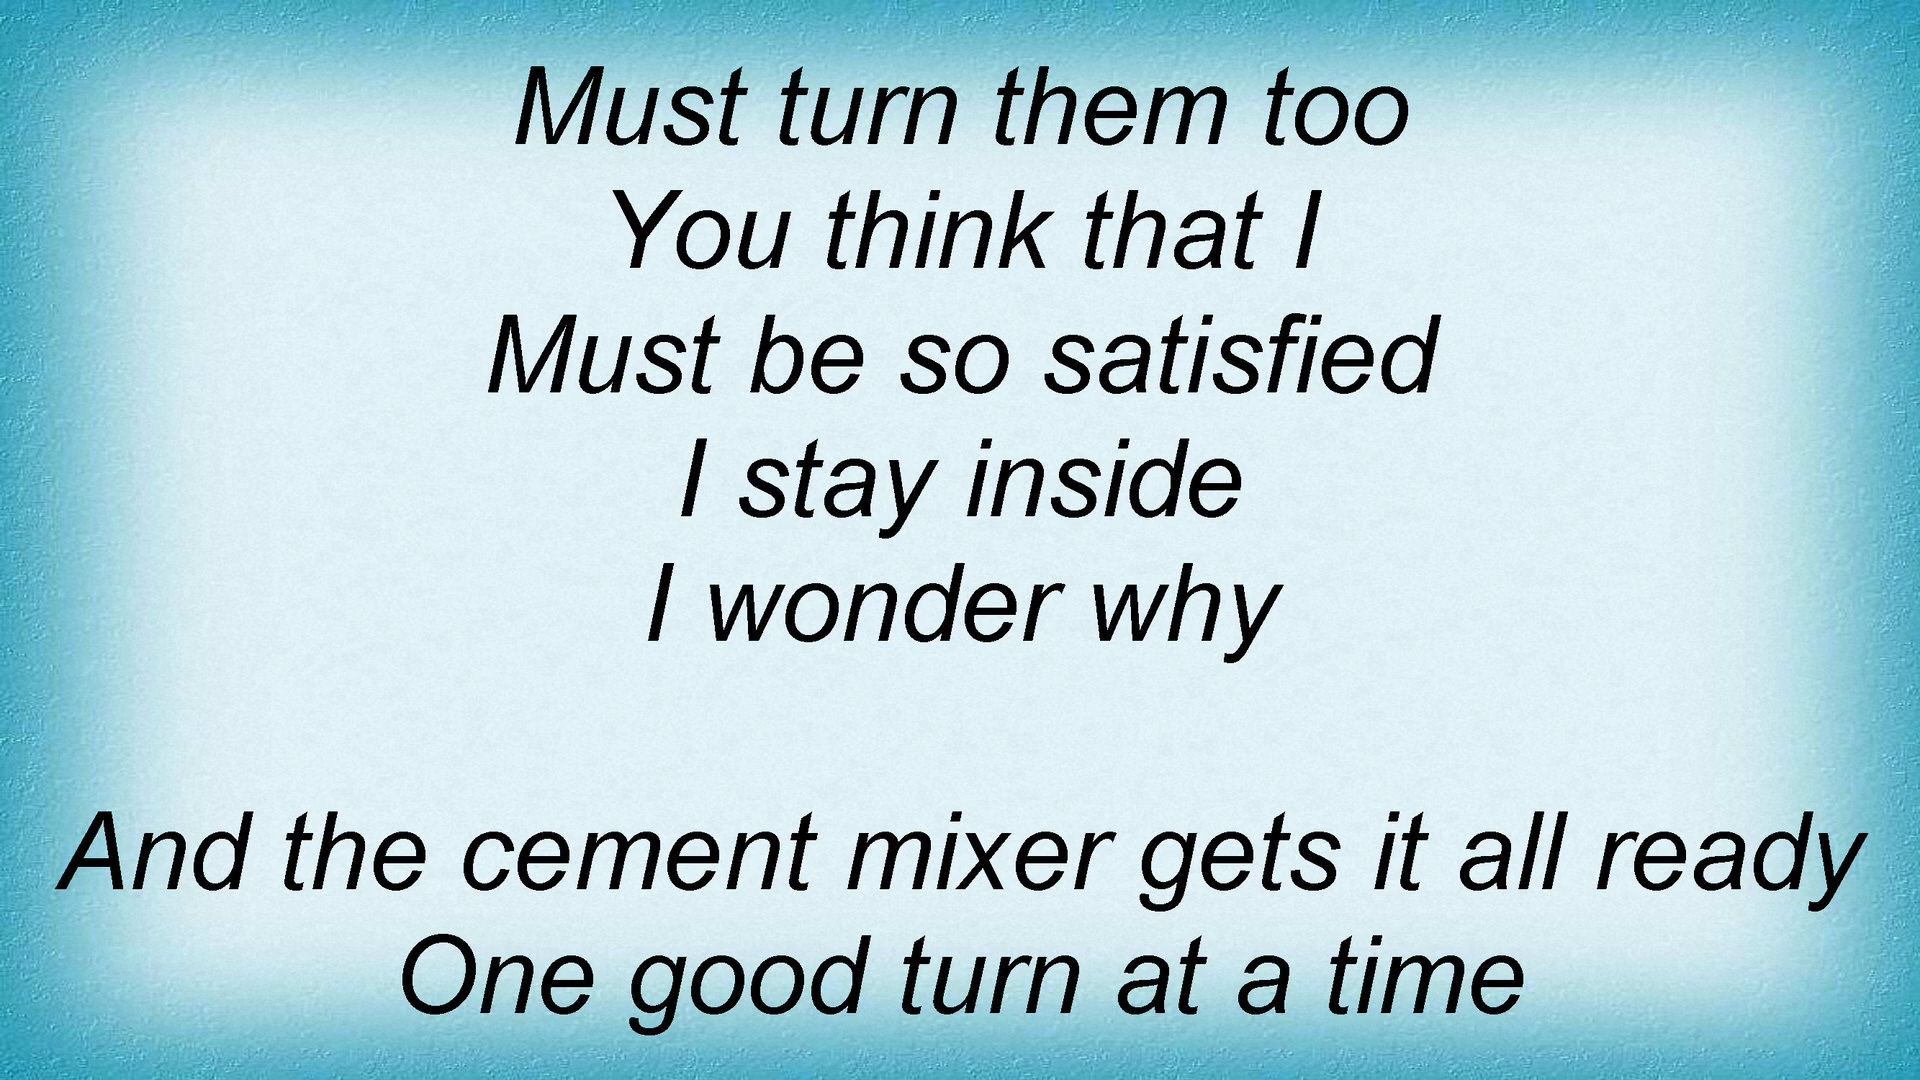 Must turn them too
You think that I
Must be so satisfied
I stay inside
I wonder why
And the cement mixer gets it all ready
One good turn at a time